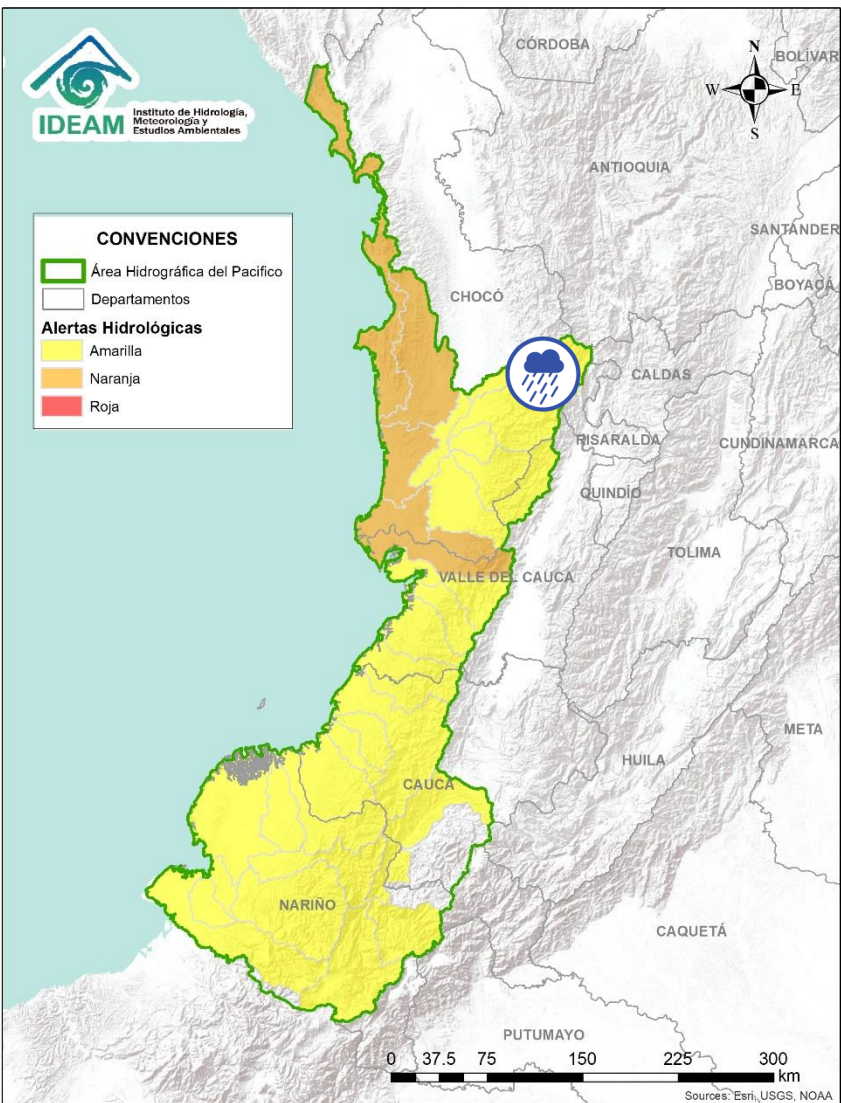 IDEAM
Instituto de Hidrología,
Meteorología y
Estudios Ambientales
N
W E
S
CÓRDOBA
BOLÍVAR
ANTIOQUIA
SANTANDER
BOYACÁ
CHOCÓ
CALDAS
RISARALDA
CUNDINAMARCA
QUINDÍO
TOLIMA
VALLE DEL CAUCA
META
HUILA
CAUCA
NARIÑO
CAQUETÁ
PUTUMAYO
CONVENCIONES
Área Hidrográfica del Pacifico
Departamentos
Alertas Hidrológicas
Amarilla
Naranja
Roja
0 37.5 75 150 225 300
km
Sources: Esri, USGS, NOAA